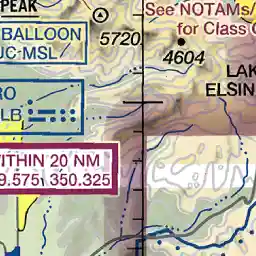 PEAK
See NOTAMs/
for Class
BALLOON
5720
4604
UC MSL
LAK
ELSIN
RO
LB
WITHIN 20 NM
9.575 350.325